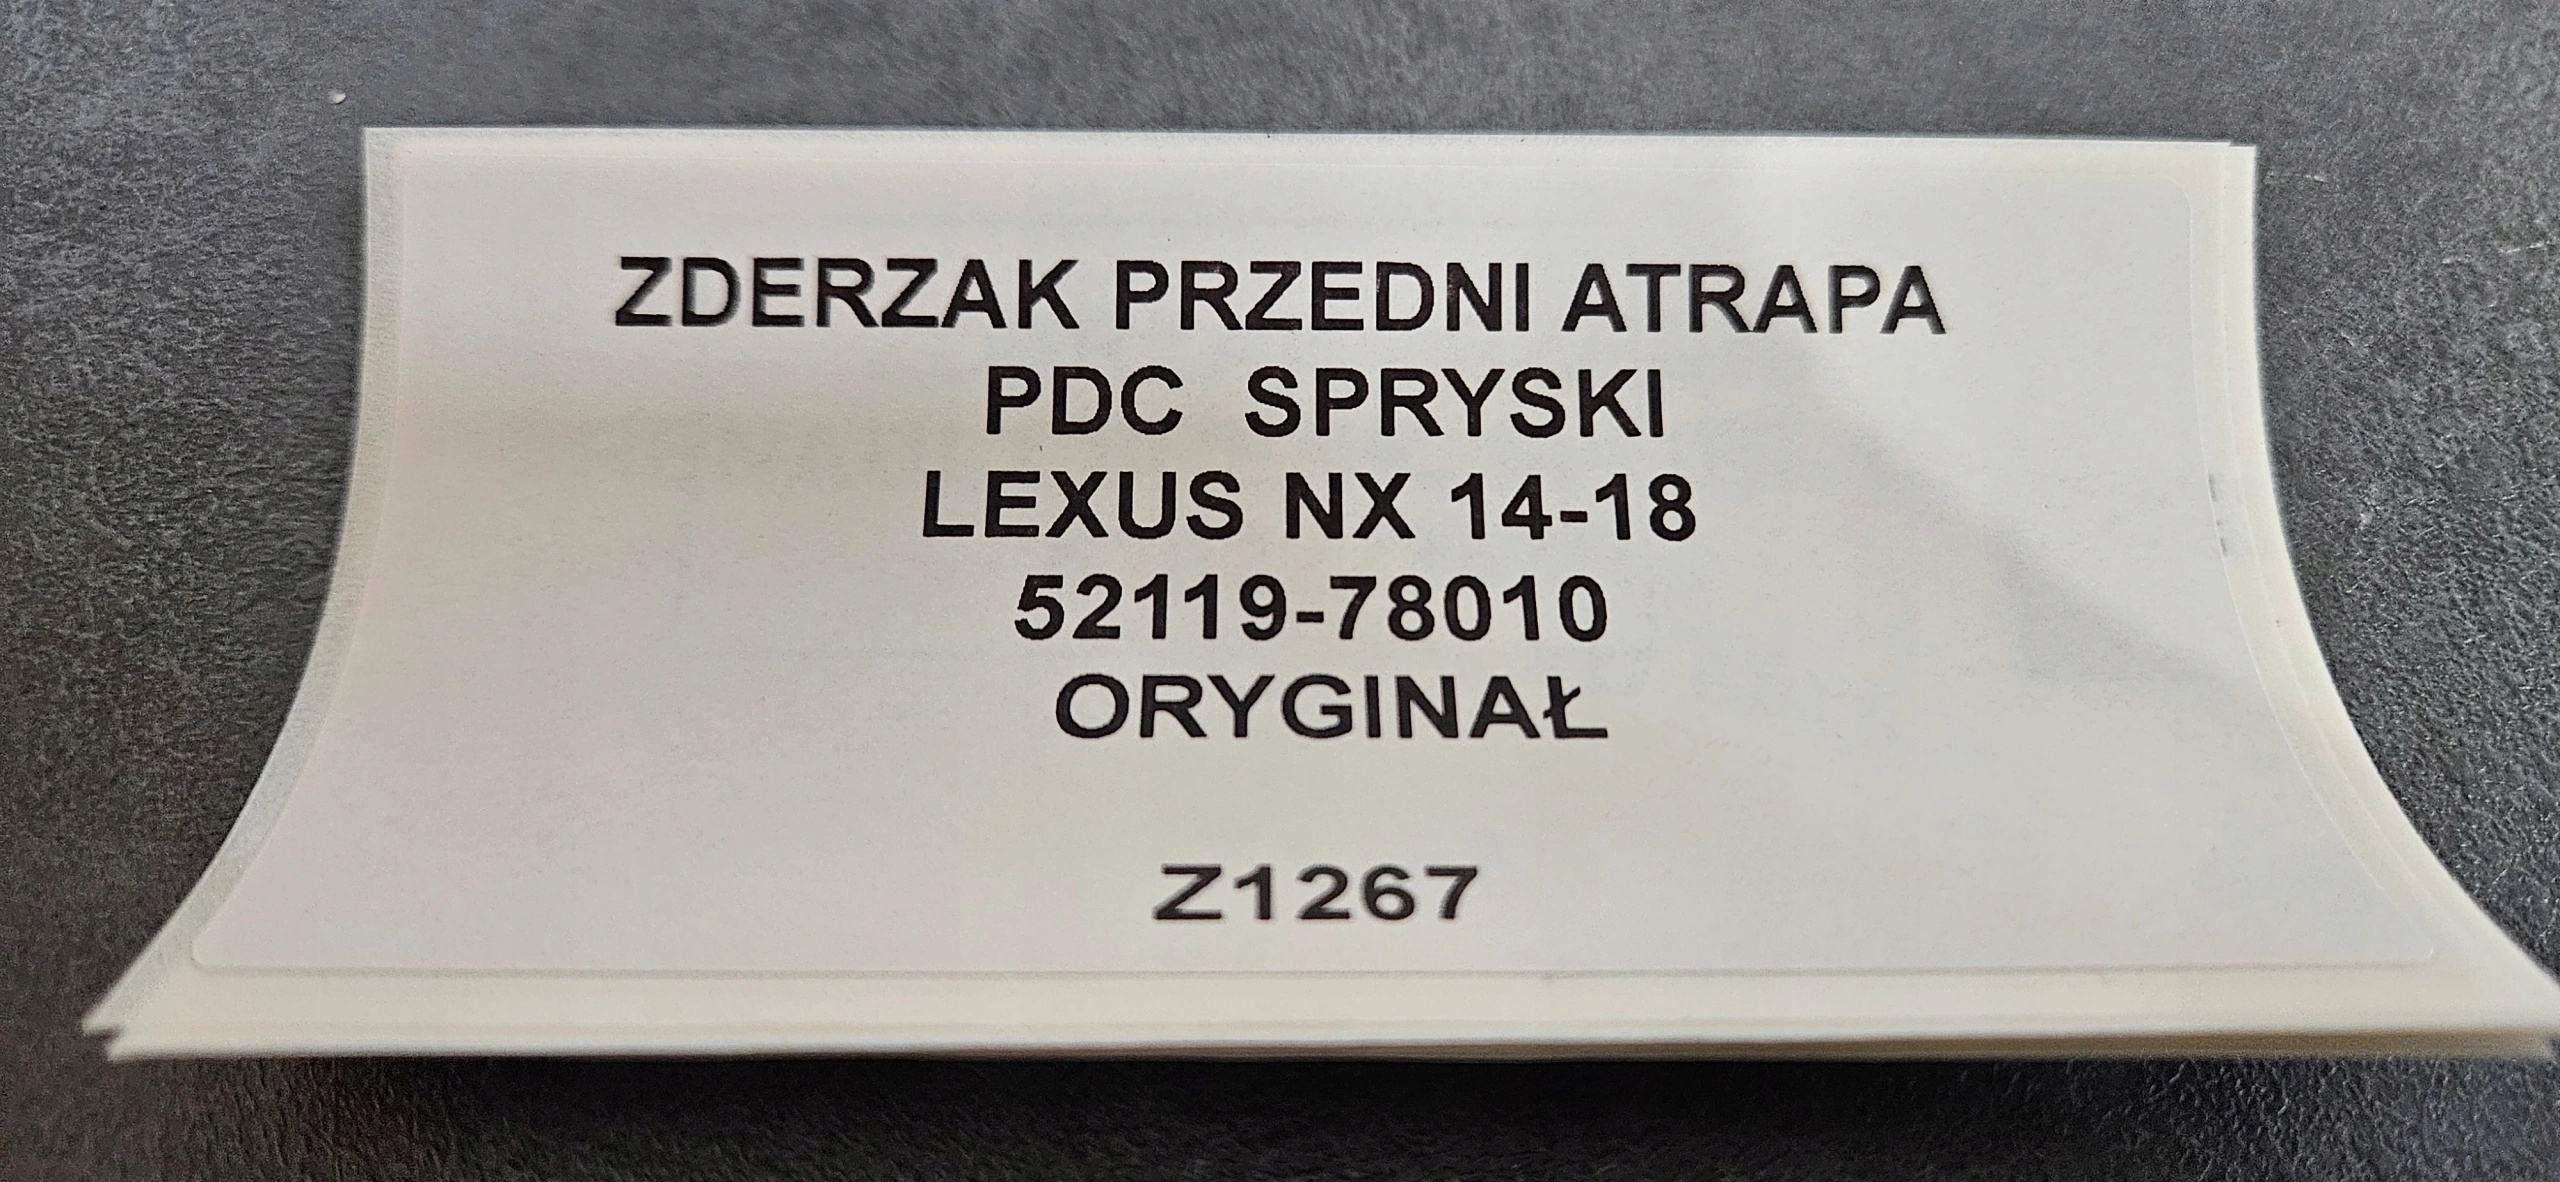 ZDERZAK PRZEDNI ATRAPA
PDC SPRYSKI
LEXUS NX 14-18
52119-78010
ORYGINAŁ
Z1267